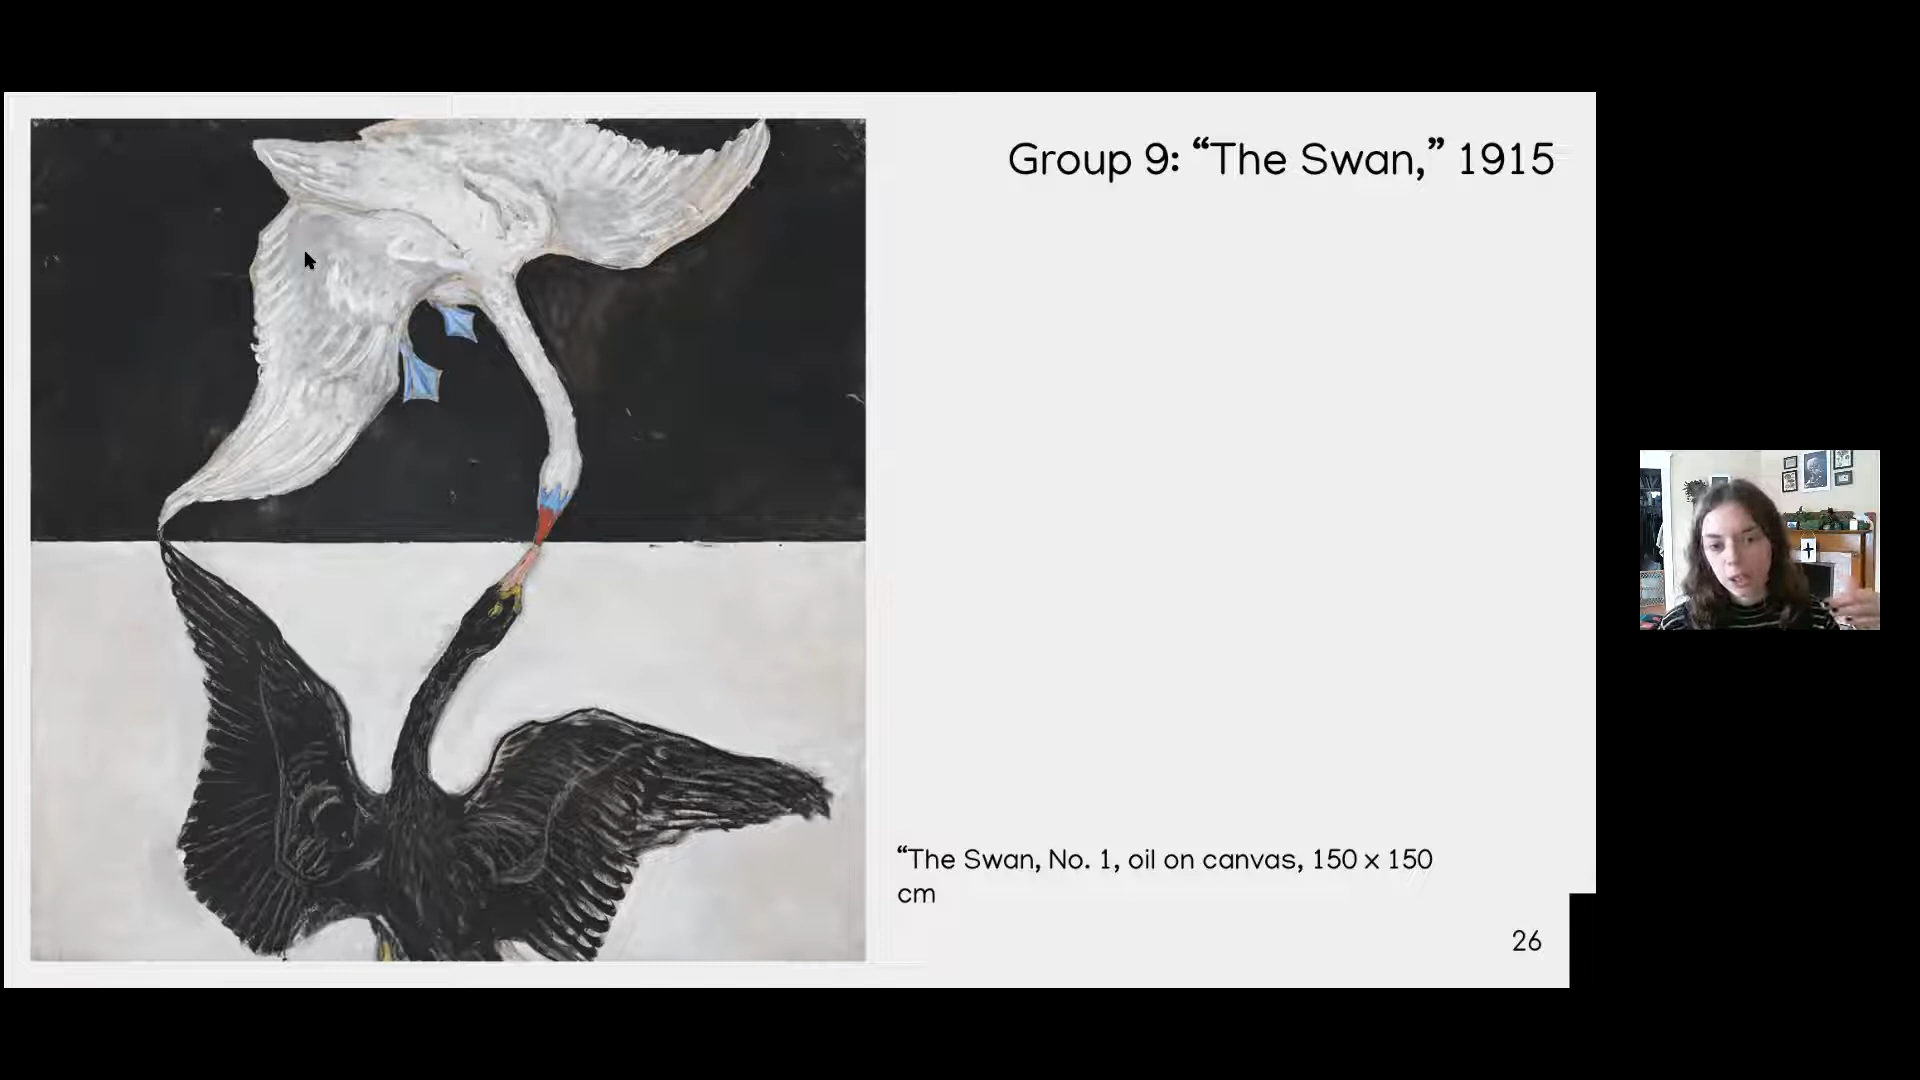 Group 9: “The Swan,” 1915
“The Swan, No. 1, oil on canvas, 150 x 150
cm
26